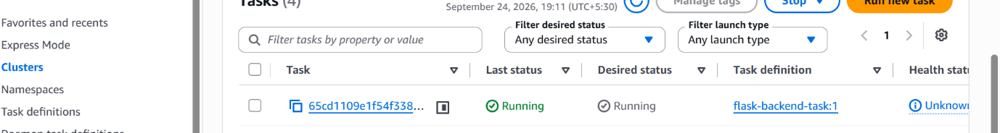 Tasks (4)
September 24, 2026, 19:11 (UTC+5:30)
Manage tags
Stop
Run new task
Favorites and recents
Express Mode
Clusters
Namespaces
Task definitions
Daemon task definitions
Filter tasks by property or value
Filter desired status
Any desired status
Filter launch type
Any launch type
1
Task
Last status
Desired status
Task definition
Health statu
65cd1109e1f54f338...
Running
Running
flask-backend-task:1
Unknow